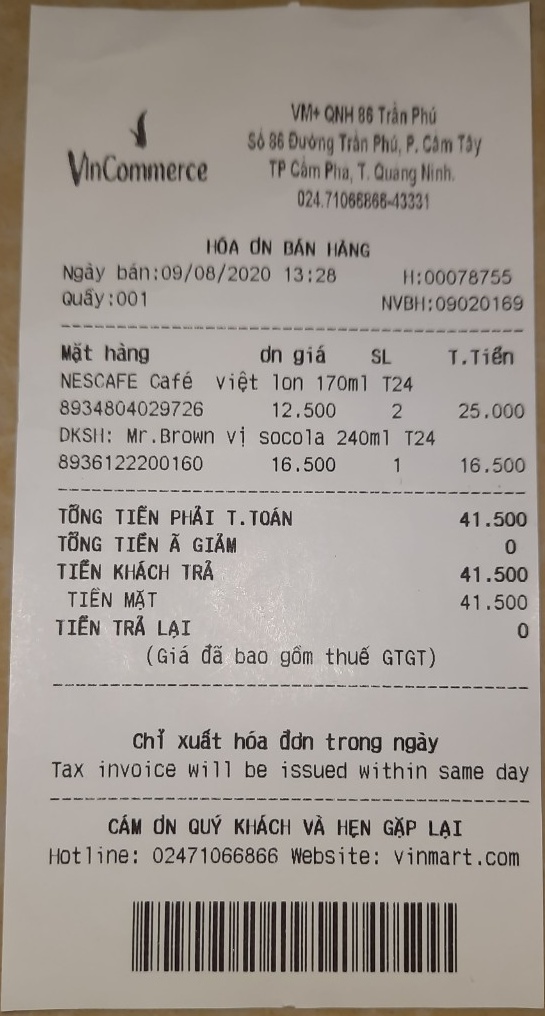 VinCommerce
VM+ QNH 86 Trần Phú
Số 86 Đường Trần Phú, P. Cẩm Tây
TP Cẩm Phả, T. Quảng Ninh.
024.71066866-43331
HÓA ƠN BÁN HÀNG
Ngày bán:09/08/2020 13:28 H:00078755
Quầy:001 NVBH:09020169
Mặt hàng ơn giá SL T.Tiền
NESCAFE Café việt lon 170ml T24
8934804029726 12.500 2 25.000
DKSH: Mr.Brown vị socola 240ml T24
8936122200160 16.500 1 16.500
TỔNG TIỀN PHẢI T.TOÁN 41.500
TỔNG TIỀN Ã GIẢM 0
TIỀN KHÁCH TRẢ 41.500
TIỀN MẶT 41.500
TIỀN TRẢ LẠI 0
(Giá đã bao gồm thuế GTGT)
Chỉ xuất hóa đơn trong ngày
Tax invoice will be issued within same day
CÁM ƠN QUÝ KHÁCH VÀ HẸN GẶP LẠI
Hotline: 02471066866 Website: vinmart.com